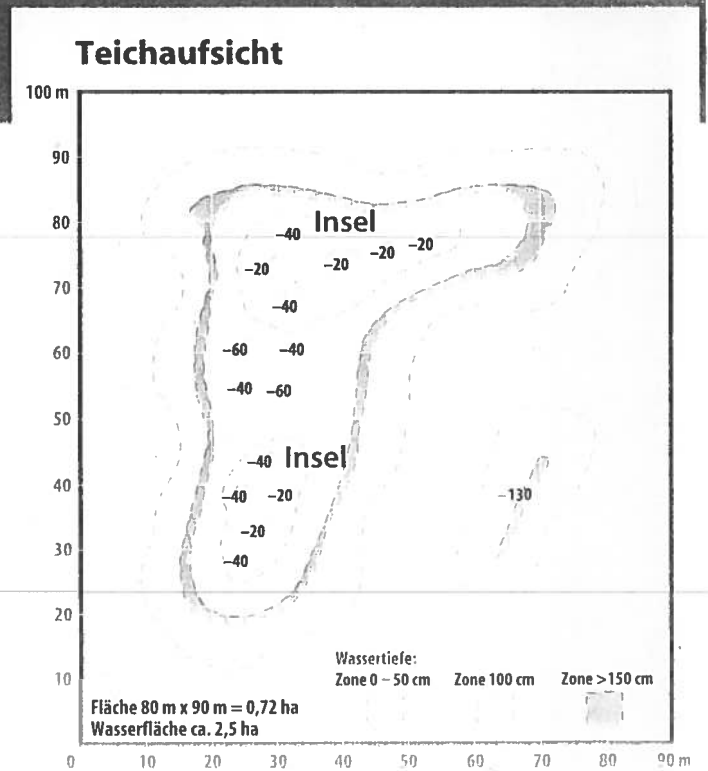 Teichaufsicht
100 m
90
80
70
60
50
40
30
20
10
Insel
–40
–20
–20
–20
–20
–40
–60
–40
–40
–60
Insel
–40
–40
–20
–20
–40
–130
Wassertiefe:
Zone 0 – 50 cm Zone 100 cm Zone >150 cm
Fläche 80 m x 90 m = 0,72 ha
Wasserfläche ca. 2,5 ha
0 10 20 30 40 50 60 70 80 90 m